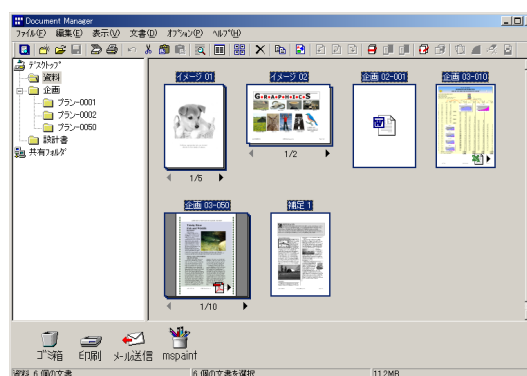 Document Manager
ファイル(F) 編集(E) 表示(V) 文書(D) オプション(P) ヘルプ(H)
デスクトップ
資料
企画
プラン-0001
プラン-0002
プラン-0050
設計書
共有フォルダ
イメージ 01
イメージ 02
企画 02-001
企画 03-010
GRAPHICS
1/5
1/2
企画 03-050
補足 1
1/10
ゴミ箱
印刷
メール送信
mspaint
資料 6 個の文書
6 個の文書を選択
11.2MB